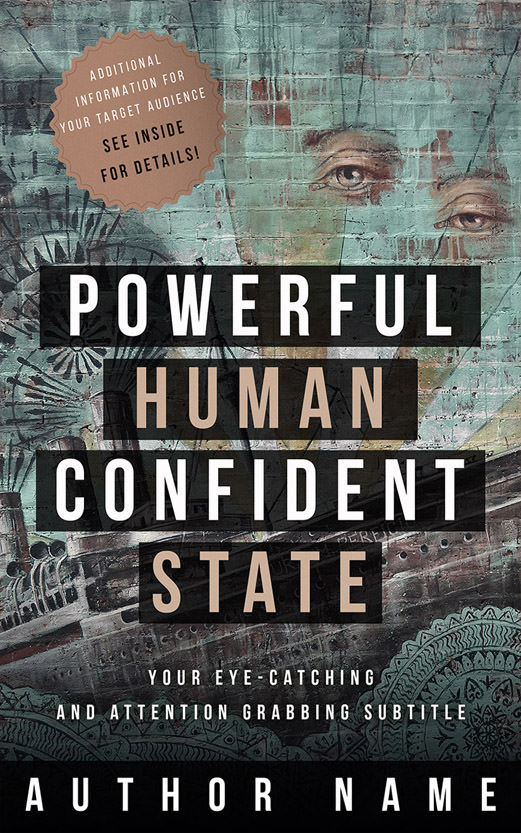 ADDITIONAL
INFORMATION FOR
YOUR TARGET AUDIENCE
SEE INSIDE
FOR DETAILS!
POWERFUL
HUMAN
CONFIDENT
STATE
YOUR EYE-CATCHING
AND ATTENTION GRABBING SUBTITLE
AUTHOR NAME